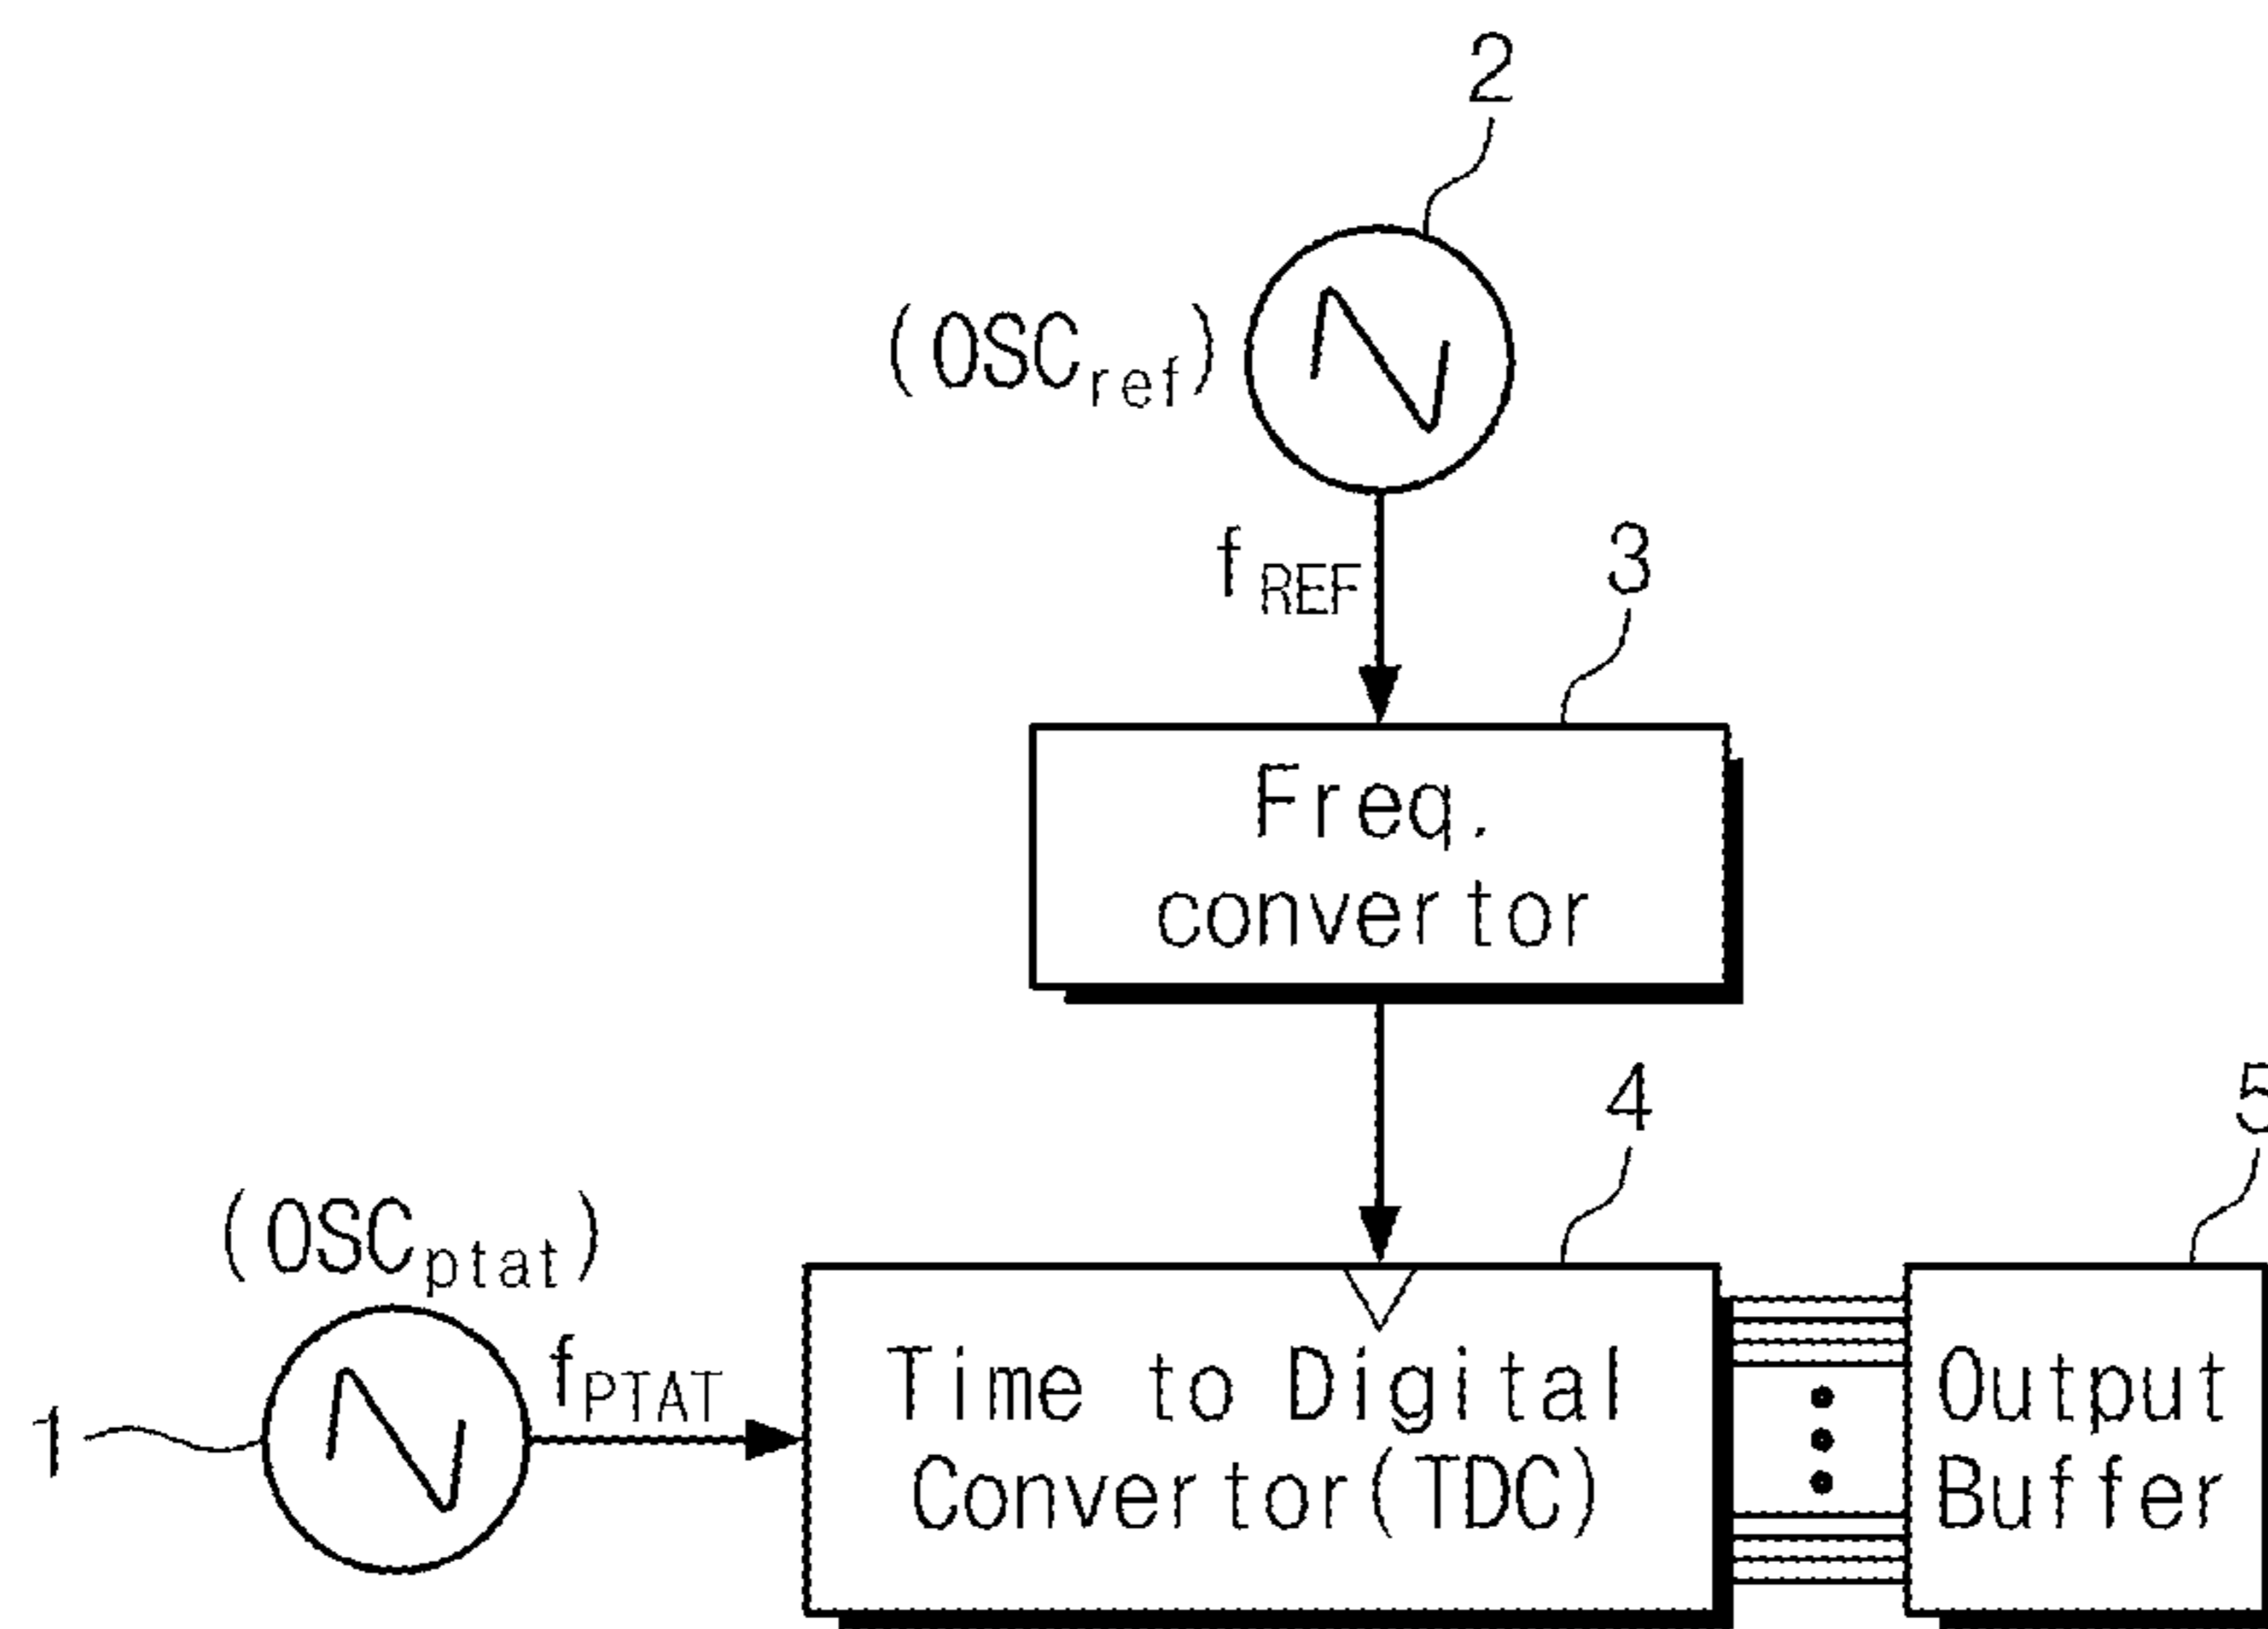 2
(OSCref)
fREF
3
Freq.
convertor
4
5
(OSCptat)
fPTAT
1
Time to Digital
Convertor(TDC)
Output
Buffer